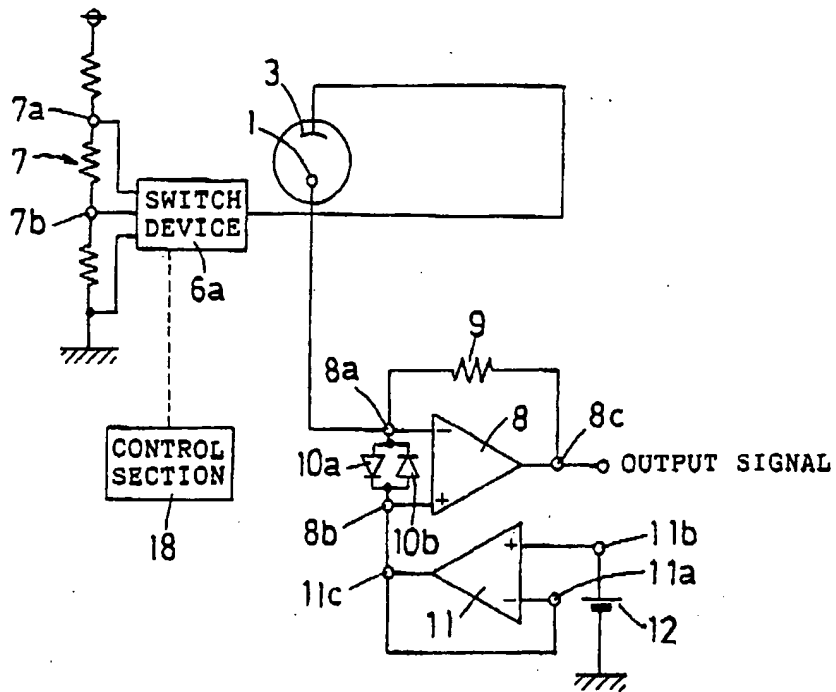 3
1
7a
7
7b
SWITCH
DEVICE
6a
9
8a
8
8c
CONTROL
SECTION
18
10a
−
+
OUTPUT SIGNAL
8b
10b
11b
+
11a
11c
−
11
12